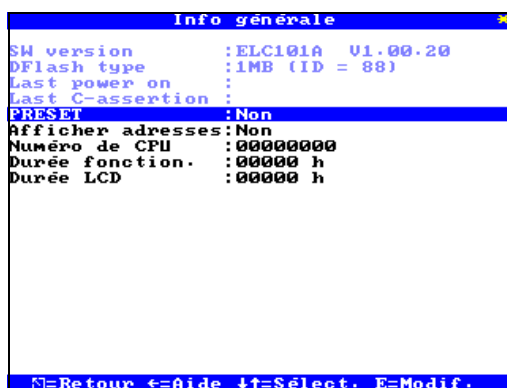 Info générale *
SW version :ELC101A V1.00.20
DFlash type :1MB (ID = 88)
Last power on :
Last C-assertion :
PRESET :Non
Afficher adresses:Non
Numéro de CPU :00000000
Durée fonction. :00000 h
Durée LCD :00000 h
=Retour ←=Aide ↓↑=Sélect. E=Modif.